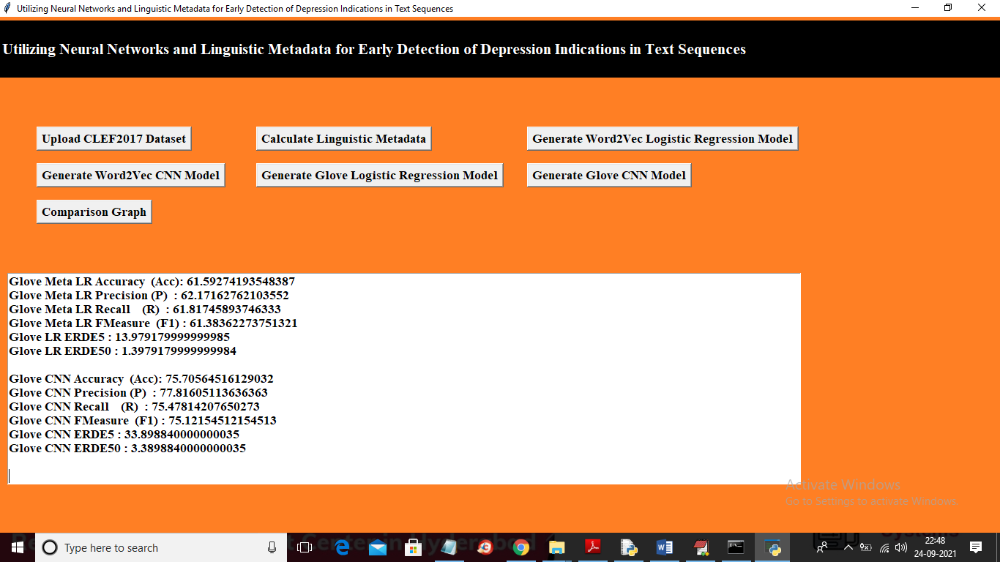 Utilizing Neural Networks and Linguistic Metadata for Early Detection of Depression Indications in Text Sequences
Utilizing Neural Networks and Linguistic Metadata for Early Detection of Depression Indications in Text Sequences
Upload CLEF2017 Dataset
Calculate Linguistic Metadata
Generate Word2Vec Logistic Regression Model
Generate Word2Vec CNN Model
Generate Glove Logistic Regression Model
Generate Glove CNN Model
Comparison Graph
Glove Meta LR Accuracy  (Acc): 61.59274193548387
Glove Meta LR Precision (P)  : 62.17162762103552
Glove Meta LR Recall    (R)  : 61.81745893746333
Glove Meta LR FMeasure  (F1) : 61.38362273751321
Glove LR ERDE5 : 13.979179999999985
Glove LR ERDE50 : 1.3979179999999984
Glove CNN Accuracy  (Acc): 75.70564516129032
Glove CNN Precision (P)  : 77.81605113636363
Glove CNN Recall    (R)  : 75.47814207650273
Glove CNN FMeasure  (F1) : 75.12154512154513
Glove CNN ERDE5 : 33.898840000000035
Glove CNN ERDE50 : 3.3898840000000035
Activate Windows
Go to Settings to activate Windows.
Type here to search
Center in Hyderabad
Systems
22:48
24-09-2021